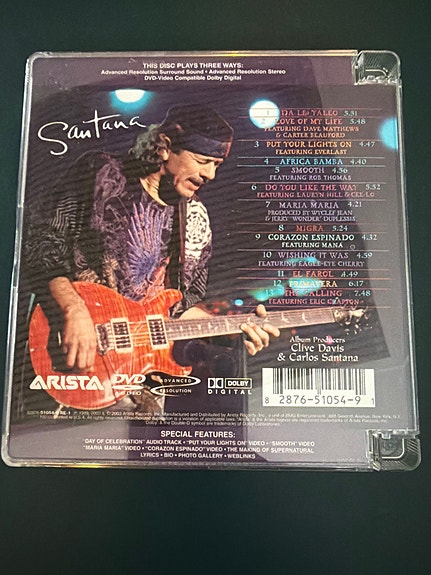 THIS DISC PLAYS THREE WAYS:
Advanced Resolution Surround Sound • Advanced Resolution Stereo
DVD-Video Compatible Dolby Digital
Santana
1 (DA LE) YALEO 5.51
2 LOVE OF MY LIFE 5.48
FEATURING DAVE MATTHEWS
& CARTER BEAUFORD
3 PUT YOUR LIGHTS ON 4.47
FEATURING EVERLAST
4 AFRICA BAMBA 4.40
5 SMOOTH 4.56
FEATURING ROB THOMAS
6 DO YOU LIKE THE WAY 5.52
FEATURING LAURYN HILL & CEE-LO
7 MARIA MARIA 4.21
PRODUCED BY WYCLEF JEAN
& JERRY "WONDER" DUPLESSIS
8 MIGRA 5.24
9 CORAZON ESPINADO 4.32
FEATURING MANÁ
10 WISHING IT WAS 4.59
FEATURING EAGLE-EYE CHERRY
11 EL FAROL 4.49
12 PRIMAVERA 6.17
13 THE CALLING 7.48
FEATURING ERIC CLAPTON
Album Producers
Clive Davis
& Carlos Santana
ARISTA
DVD
AUDIO
ADVANCED
RESOLUTION
DOLBY
DIGITAL
8 28765-51054-9 1
SPECIAL FEATURES:
"DAY OF CELEBRATION" AUDIO TRACK • "PUT YOUR LIGHTS ON" VIDEO • "SMOOTH" VIDEO
"MARIA MARIA" VIDEO • "CORAZON ESPINADO" VIDEO • THE MAKING OF SUPERNATURAL
LYRICS • BIO • PHOTO GALLERY • WEBLINKS